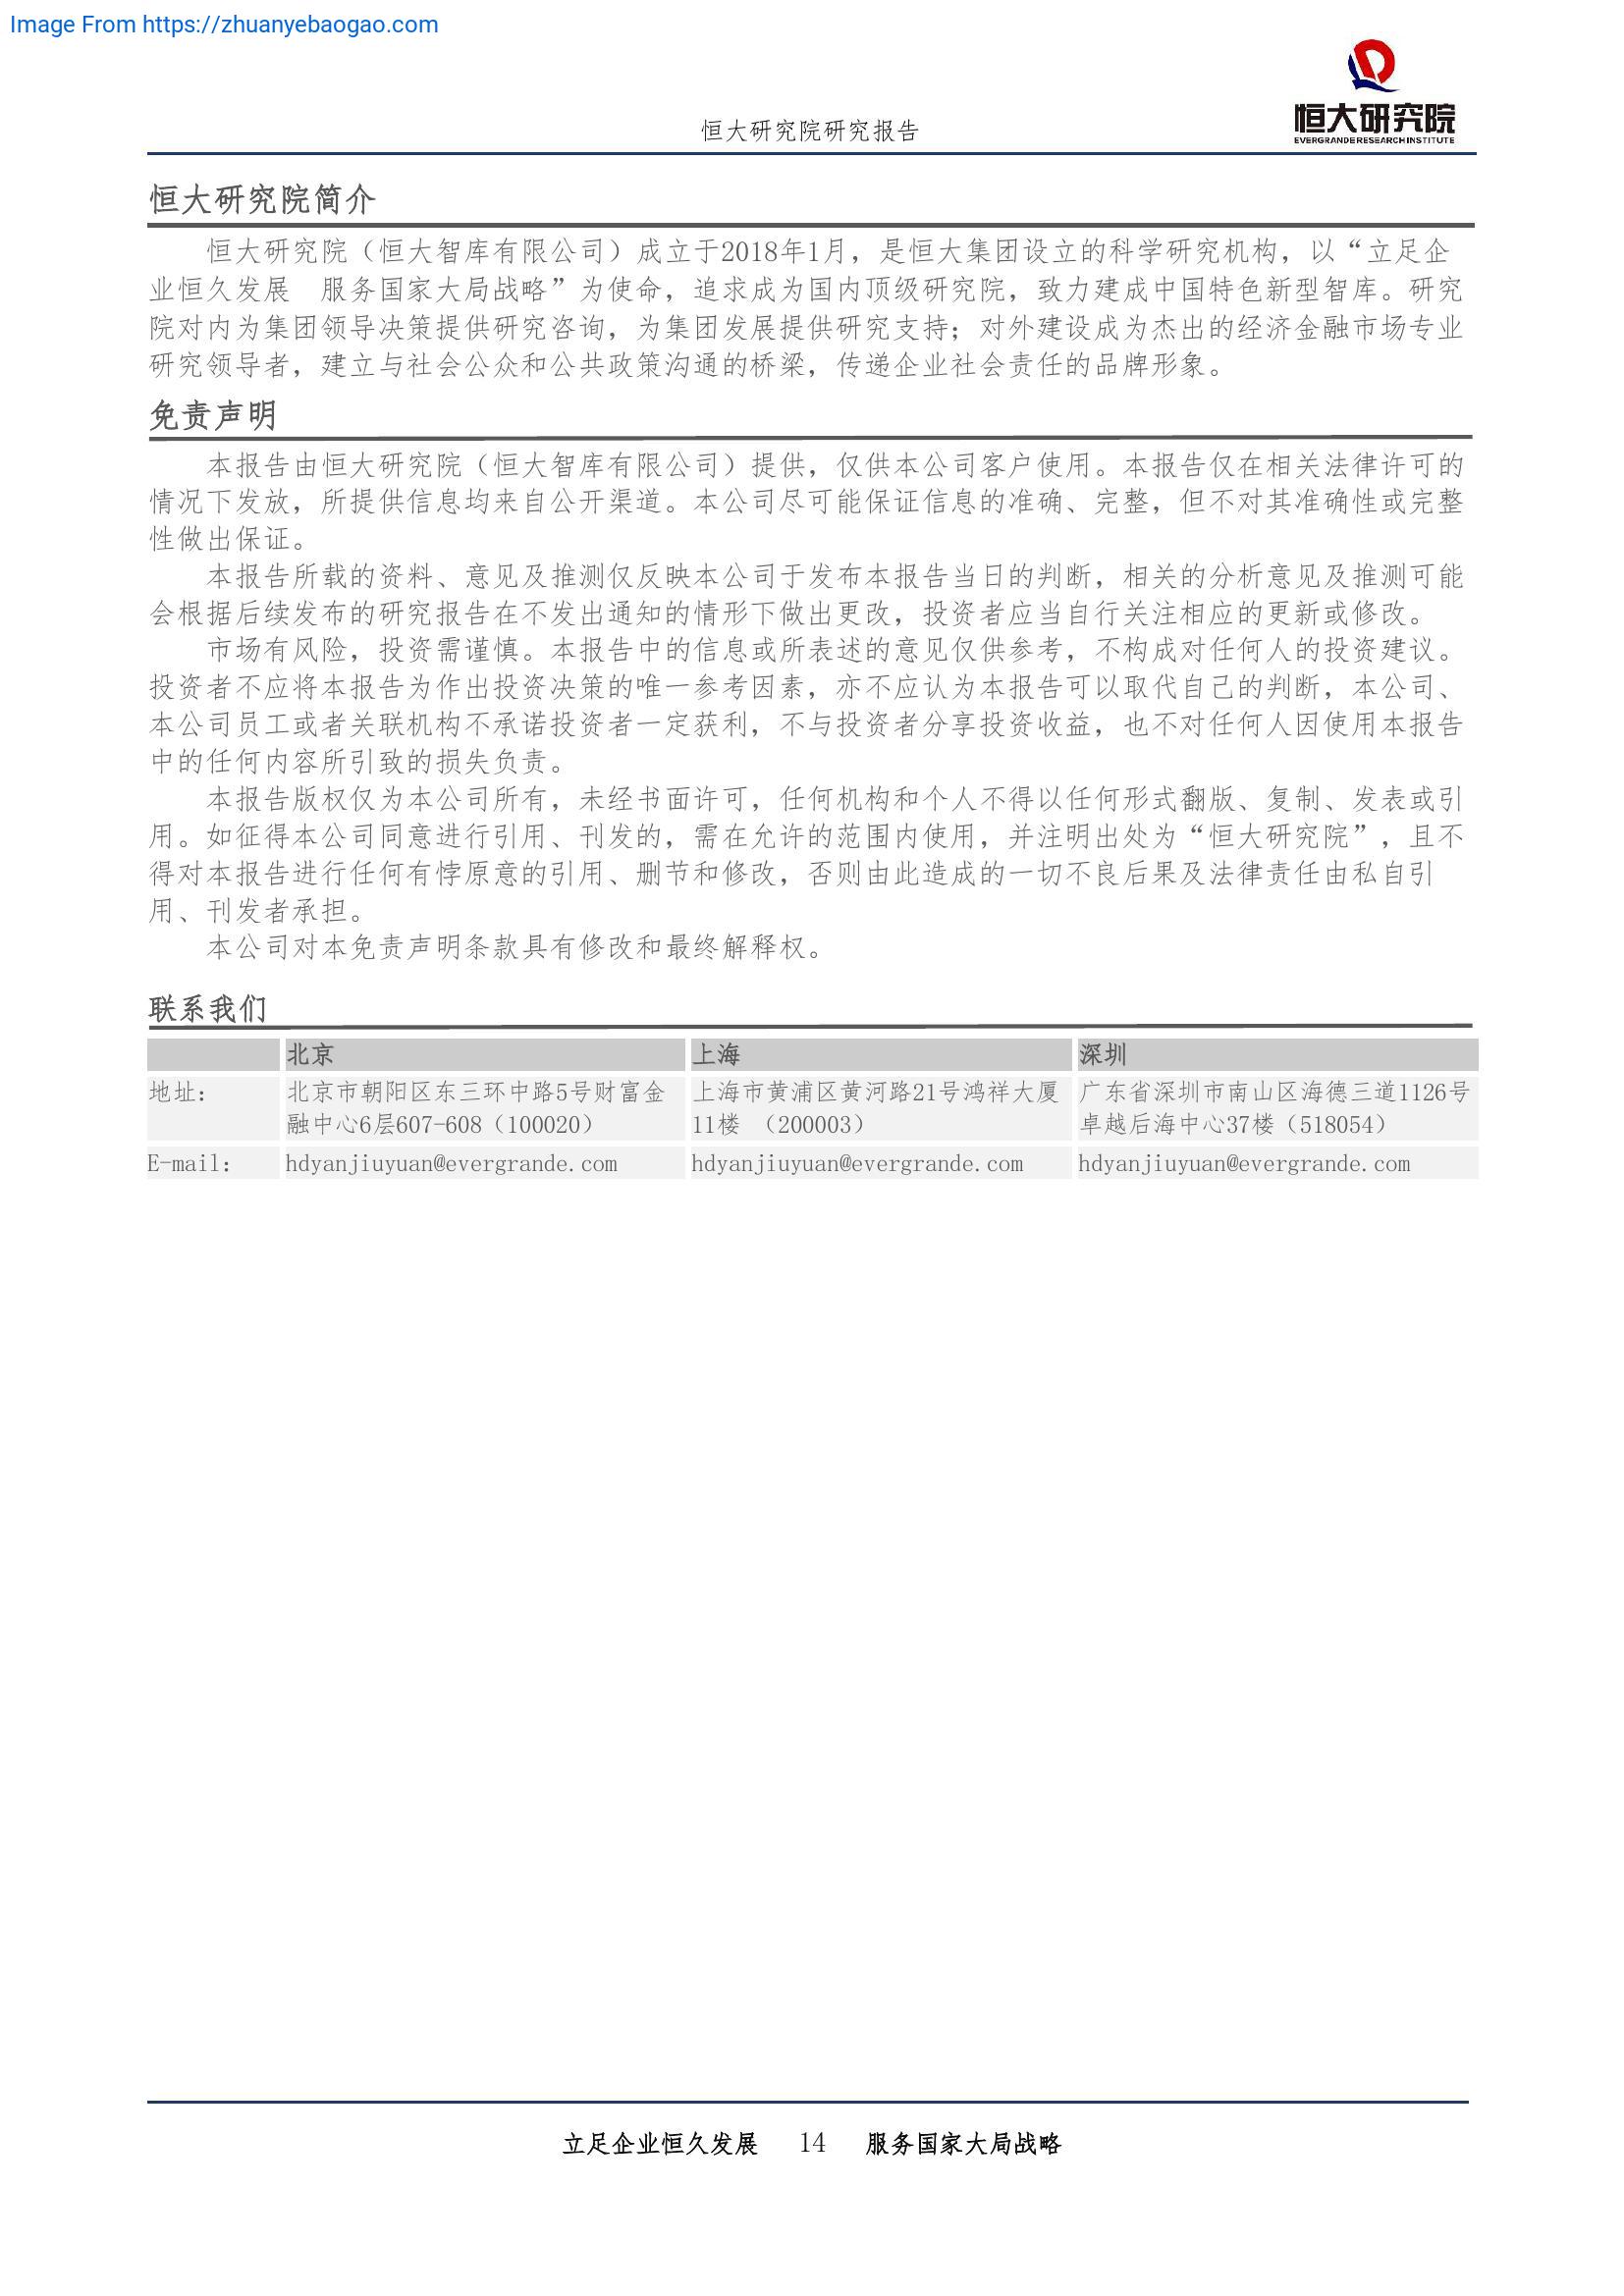 Image From https://zhuanyebaogao.com
恒大研究院研究报告
恒大研究院
EVERGRANDE RESEARCH INSTITUTE
恒大研究院简介
恒大研究院（恒大智库有限公司）成立于2018年1月，是恒大集团设立的科学研究机构，以“立足企
业恒久发展　服务国家大局战略”为使命，追求成为国内顶级研究院，致力建成中国特色新型智库。研究
院对内为集团领导决策提供研究咨询，为集团发展提供研究支持；对外建设成为杰出的经济金融市场专业
研究领导者，建立与社会公众和公共政策沟通的桥梁，传递企业社会责任的品牌形象。
免责声明
本报告由恒大研究院（恒大智库有限公司）提供，仅供本公司客户使用。本报告仅在相关法律许可的
情况下发放，所提供信息均来自公开渠道。本公司尽可能保证信息的准确、完整，但不对其准确性或完整
性做出保证。
本报告所载的资料、意见及推测仅反映本公司于发布本报告当日的判断，相关的分析意见及推测可能
会根据后续发布的研究报告在不发出通知的情形下做出更改，投资者应当自行关注相应的更新或修改。
市场有风险，投资需谨慎。本报告中的信息或所表述的意见仅供参考，不构成对任何人的投资建议。
投资者不应将本报告为作出投资决策的唯一参考因素，亦不应认为本报告可以取代自己的判断，本公司、
本公司员工或者关联机构不承诺投资者一定获利，不与投资者分享投资收益，也不对任何人因使用本报告
中的任何内容所引致的损失负责。
本报告版权仅为本公司所有，未经书面许可，任何机构和个人不得以任何形式翻版、复制、发表或引
用。如征得本公司同意进行引用、刊发的，需在允许的范围内使用，并注明出处为“恒大研究院”，且不
得对本报告进行任何有悖原意的引用、删节和修改，否则由此造成的一切不良后果及法律责任由私自引
用、刊发者承担。
本公司对本免责声明条款具有修改和最终解释权。
联系我们
北京 上海 深圳
地址： 北京市朝阳区东三环中路5号财富金 上海市黄浦区黄河路21号鸿祥大厦 广东省深圳市南山区海德三道1126号
融中心6层607-608（100020） 11楼 （200003） 卓越后海中心37楼（518054）
E-mail： hdyanjiuyuan@evergrande.com hdyanjiuyuan@evergrande.com hdyanjiuyuan@evergrande.com
立足企业恒久发展 14 服务国家大局战略